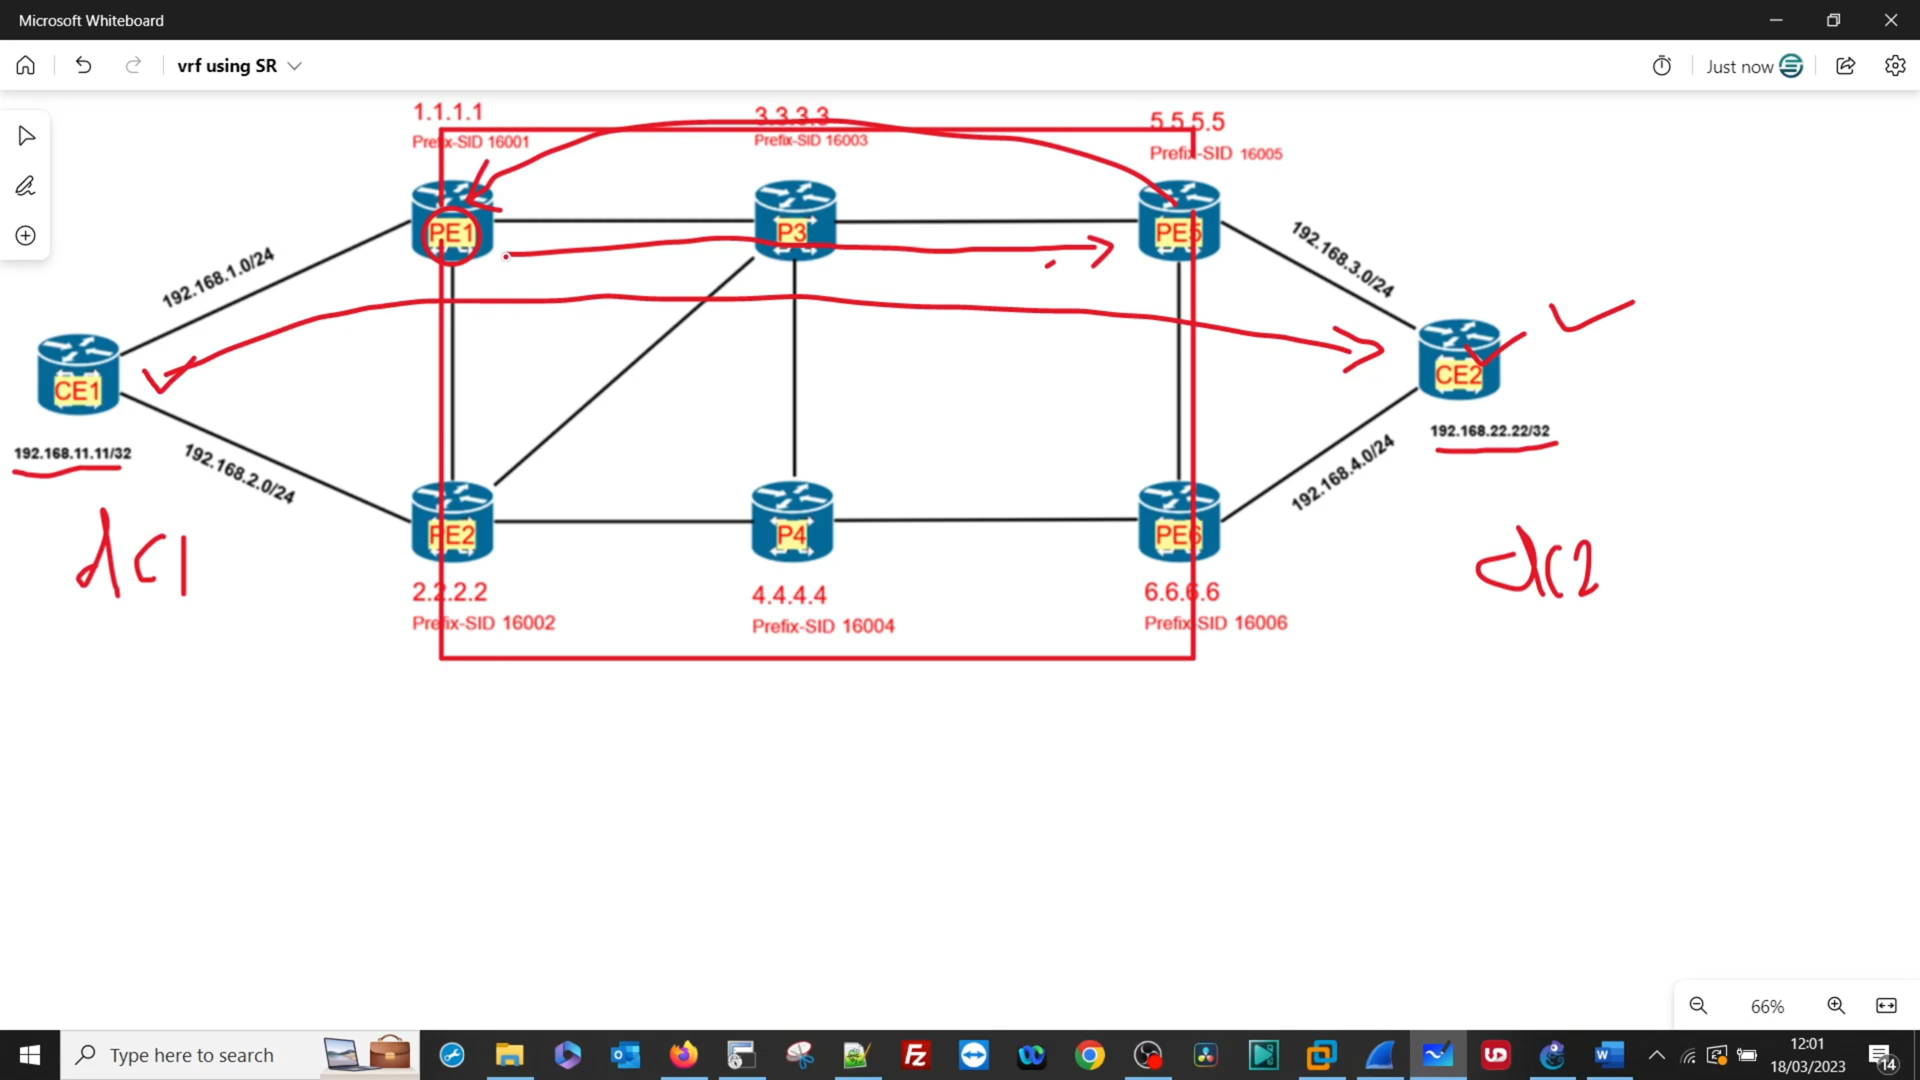 Microsoft Whiteboard
vrf using SR
Just now
1.1.1.1
Prefix-SID 16001
3.3.3.3
Prefix-SID 16003
5.5.5.5
Prefix-SID 16005
192.168.1.0/24
PE1
P3
PE5
192.168.3.0/24
CE1
CE2
192.168.11.11/32
192.168.22.22/32
192.168.2.0/24
192.168.4.0/24
PE2
P4
PE6
dc1
dc2
2.2.2.2
Prefix-SID 16002
4.4.4.4
Prefix-SID 16004
6.6.6.6
Prefix-SID 16006
66%
Type here to search
12:01
18/03/2023
14